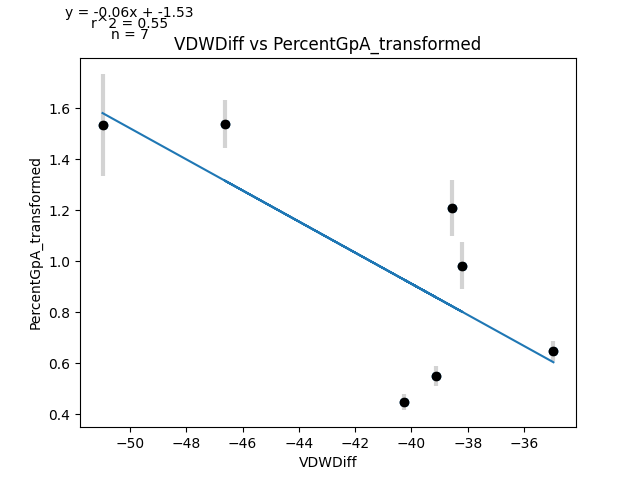 y = -0.06x + -1.53
r^2 = 0.55
n = 7
VDWDiff vs PercentGpA_transformed
PercentGpA_transformed
1.6
1.4
1.2
1.0
0.8
0.6
0.4
−50 −48 −46 −44 −42 −40 −38 −36
VDWDiff